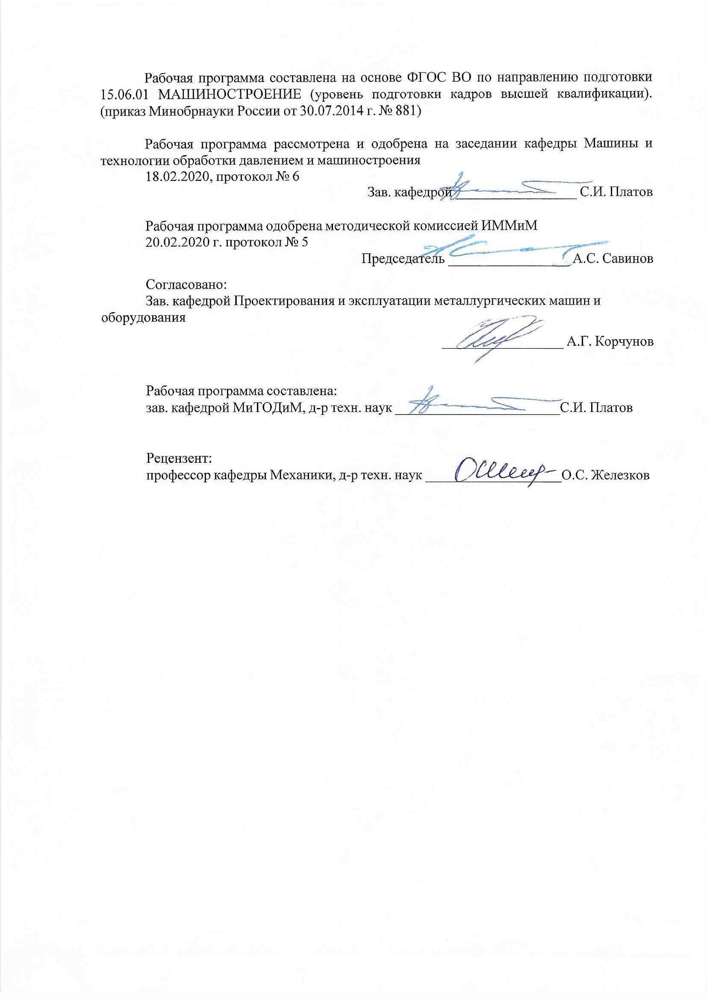 Рабочая программа составлена на основе ФГОС ВО по направлению подготовки
15.06.01 МАШИНОСТРОЕНИЕ (уровень подготовки кадров высшей квалификации).
(приказ Минобрнауки России от 30.07.2014 г. № 881)
Рабочая программа рассмотрена и одобрена на заседании кафедры Машины и
технологии обработки давлением и машиностроения
18.02.2020, протокол № 6
Зав. кафедрой __________________ С.И. Платов
Рабочая программа одобрена методической комиссией ИММиМ
20.02.2020 г. протокол № 5
Председатель __________________ А.С. Савинов
Согласовано:
Зав. кафедрой Проектирования и эксплуатации металлургических машин и
оборудования
__________________ А.Г. Корчунов
Рабочая программа составлена:
зав. кафедрой МиТОДиМ, д-р техн. наук ________________________С.И. Платов
Рецензент:
профессор кафедры Механики, д-р техн. наук ____________________О.С. Железков